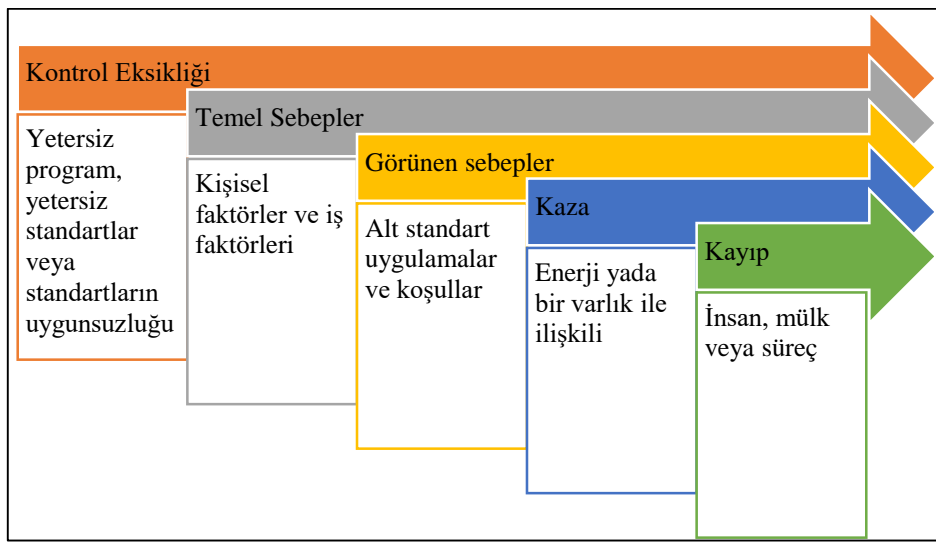 Kontrol Eksikliği
Yetersiz
program,
yetersiz
standartlar
veya
standartların
uygunsuzluğu
Temel Sebepler
Kişisel
faktörler ve iş
faktörleri
Görünen sebepler
Alt standart
uygulamalar
ve koşullar
Kaza
Enerji yada
bir varlık ile
ilişkili
Kayıp
İnsan, mülk
veya süreç